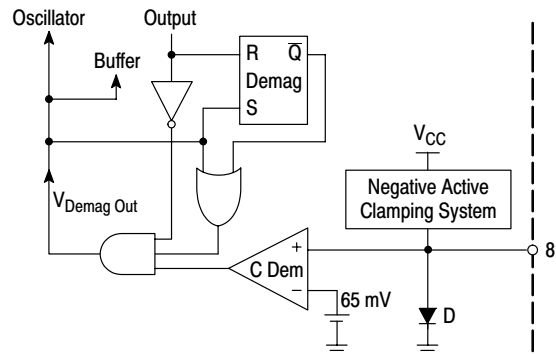 Oscillator
Output
Buffer
R Q̅
Demag
S
VCC
Negative Active
Clamping System
VDemag Out
C Dem
+
−
65 mV
8
D